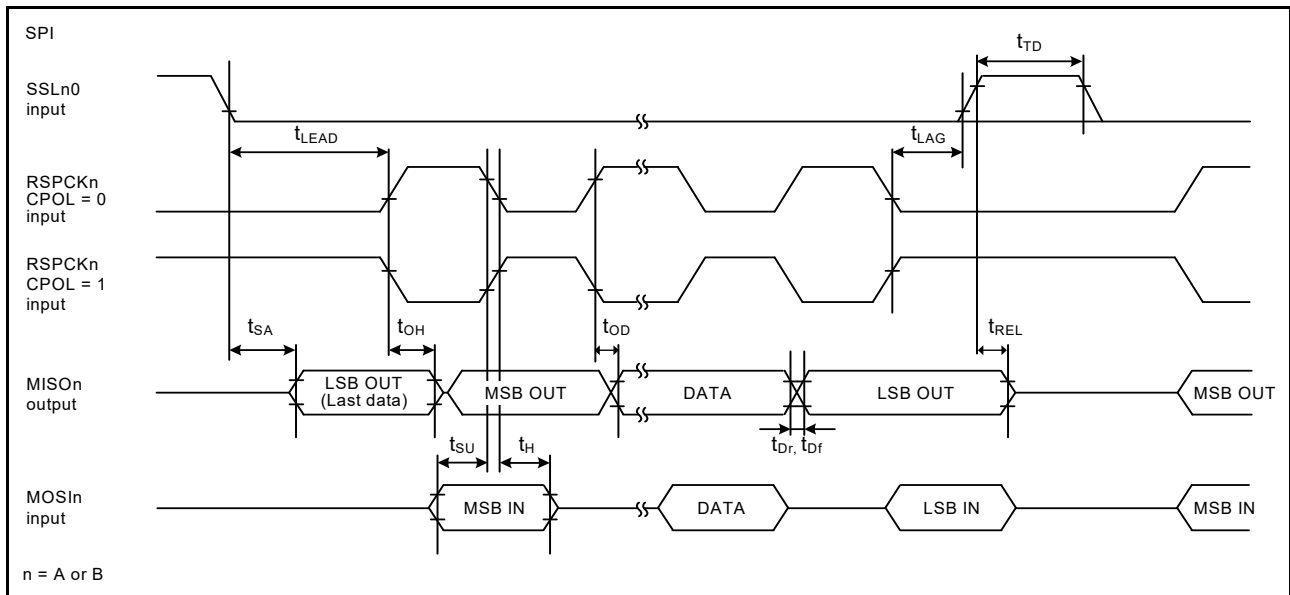 SPI
tTD
SSLn0
input
tLEAD
tLAG
RSPCKn
CPOL = 0
input
RSPCKn
CPOL = 1
input
tSA
tOH
tOD
tREL
MISOn
output
LSB OUT
(Last data)
MSB OUT
DATA
LSB OUT
MSB OUT
tSU
tH
tDr, tDf
MOSIn
input
MSB IN
DATA
LSB IN
MSB IN
n = A or B